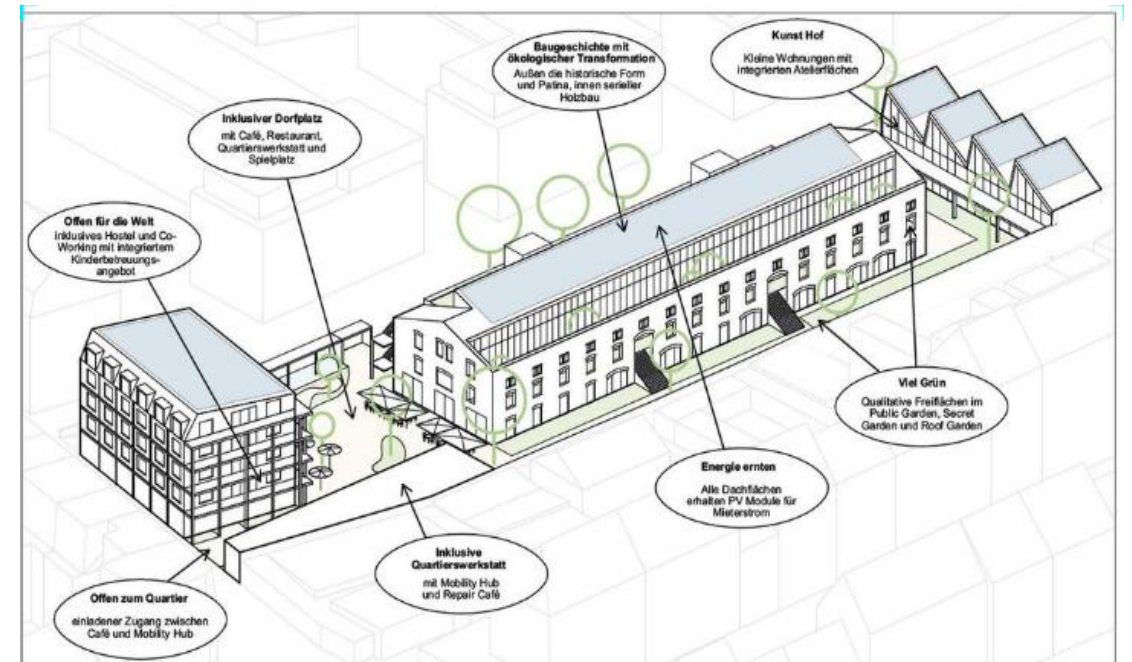 Kunst Hof
Kleine Wohnungen mit
integrierten Atelierflächen
Baugeschichte mit
ökologischer Transformation
Außen die historische Form
und Patina, innen serieller
Holzbau
Inklusiver Dorfplatz
mit Café, Restaurant,
Quartierswerkstatt und
Spielplatz
Offen für die Welt
inklusives Hostel und Co-
Working mit integriertem
Kinderbetreuungs-
angebot
Viel Grün
Qualitative Freiflächen im
Public Garden, Secret
Garden und Roof Garden
Energie ernten
Alle Dachflächen
erhalten PV Module für
Mieterstrom
Inklusive
Quartierswerkstatt
mit Mobility Hub
und Repair Café
Offen zum Quartier
einladener Zugang zwischen
Café und Mobility Hub